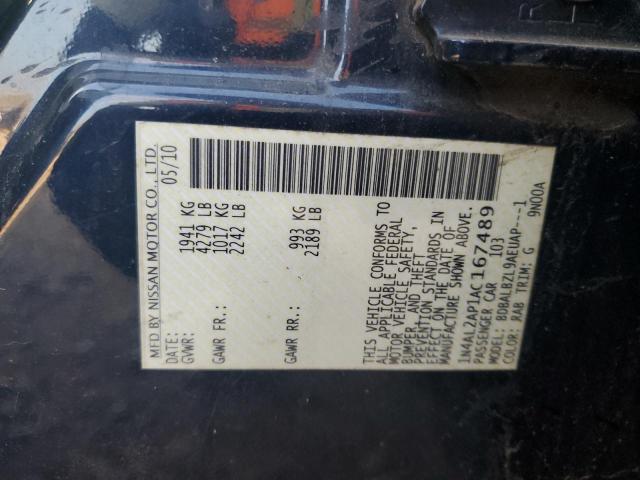 MFD BY NISSAN MOTOR CO., LTD.
DATE: 05/10
GVWR: 1941 KG
4279 LB
GAWR FR: 1017 KG
2242 LB
GAWR RR: 993 KG
2189 LB
THIS VEHICLE CONFORMS TO
ALL APPLICABLE FEDERAL
MOTOR VEHICLE SAFETY,
BUMPER, AND THEFT
PREVENTION STANDARDS IN
EFFECT ON THE DATE OF
MANUFACTURE SHOWN ABOVE.
1N4AL2AP1AC167489
PASSENGER CAR 103
MODEL: BDBALBZL9AEUAP---1
COLOR: RAB TRIM: G 9N00A